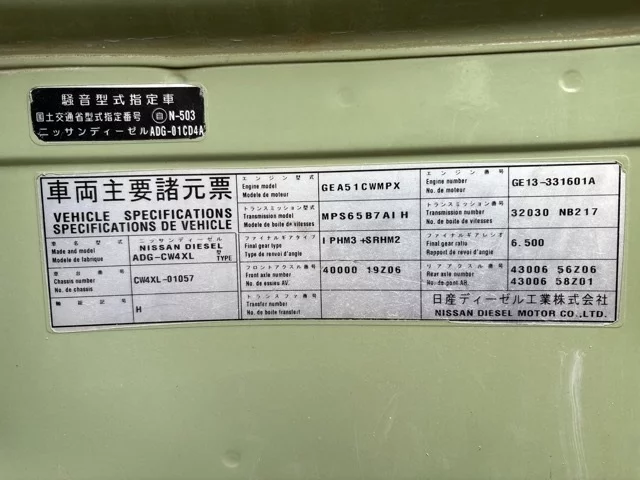 騒音型式指定車
国土交通省型式指定番号 自 N-503
ニッサンディーゼル ADG-01CD4A
車両主要諸元票
VEHICLE SPECIFICATIONS
SPECIFICATIONS DE VEHICLE
車名型式 ニッサンディーゼル 型
Made and model NISSAN DIESEL
Modele de fabrique ADG-CW4XL TYPE
車台番号
Chassis number CW4XL-01057
No. de chassis
H
エンジン型式
Engine model GEA51CWMPX
Modele de moteur
トランスミッション型式
Transmission model MPS65B7AI H
Modele de boite de vitesses
ファイナルギアタイプ
Final gear type I PHM3 +SRHM2
Type de renvoi d'angle
フロントアクスル番号
Front axle number 40000 19Z06
No. de essieu AV.
トランスファ番号
Transfer number
No. de boite transfert
エンジン番号
Engine number GE13-331601A
No. de moteur
トランスミッション番号
Transmission number 32030 NB217
No. de boite de vitesses
ファイナルギアレシオ
Final gear ratio 6.500
Rapport de renvoi d'angle
リアアクスル番号 43006 56Z06
Rear axle number 43006 58Z01
No. de pont AR.
日産ディーゼル工業株式会社
NISSAN DIESEL MOTOR CO.,LTD.